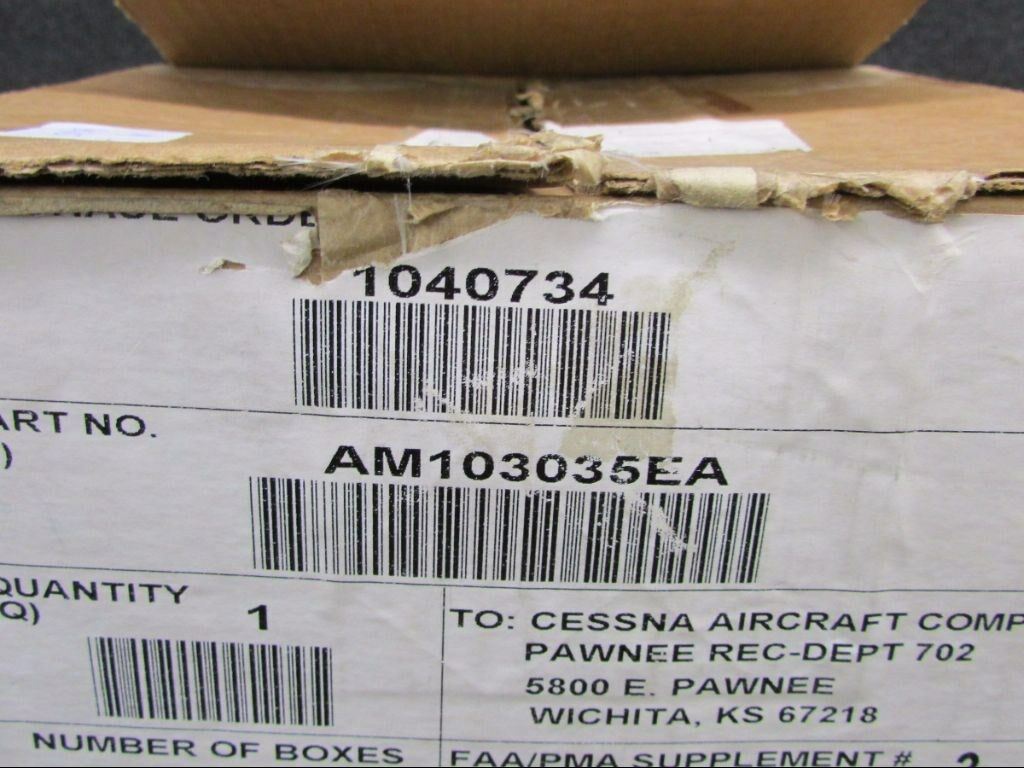 1040734
ART NO.
)
AM103035EA
QUANTITY
Q)
1
TO: CESSNA AIRCRAFT COMP
PAWNEE REC-DEPT 702
5800 E. PAWNEE
WICHITA, KS 67218
NUMBER OF BOXES
FAA/PMA SUPPLEMENT #